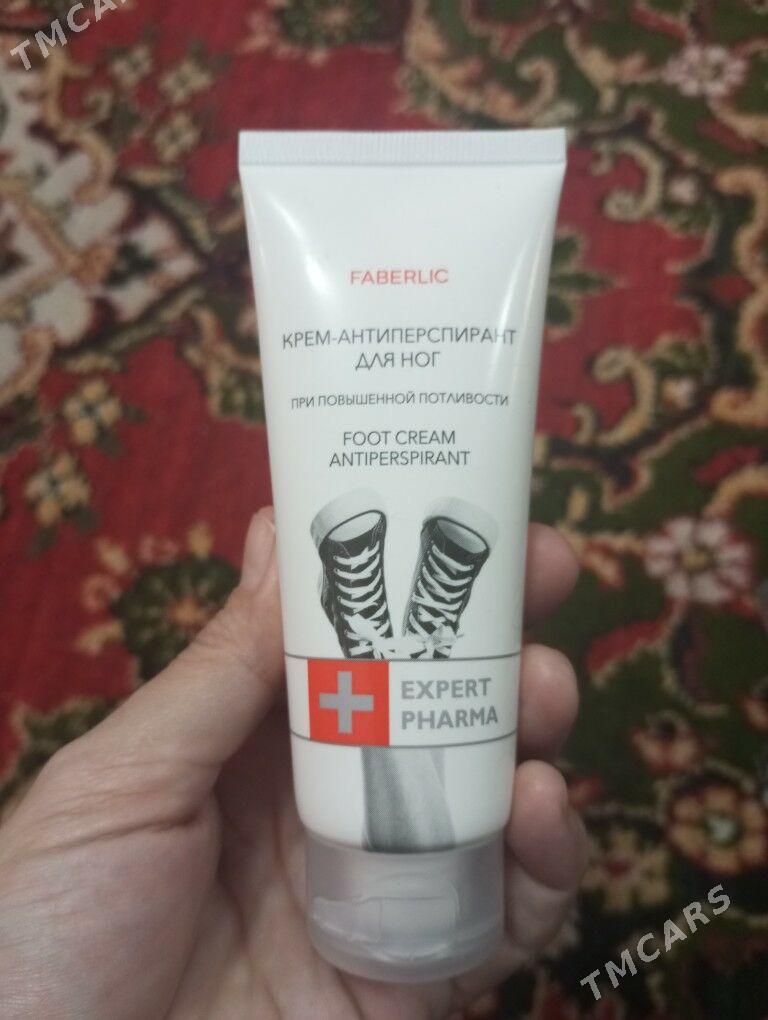 TMCARS
FABERLIC
КРЕМ-АНТИПЕРСПИРАНТ
ДЛЯ НОГ
ПРИ ПОВЫШЕННОЙ ПОТЛИВОСТИ
FOOT CREAM
ANTIPERSPIRANT
EXPERT
PHARMA
TMCARS